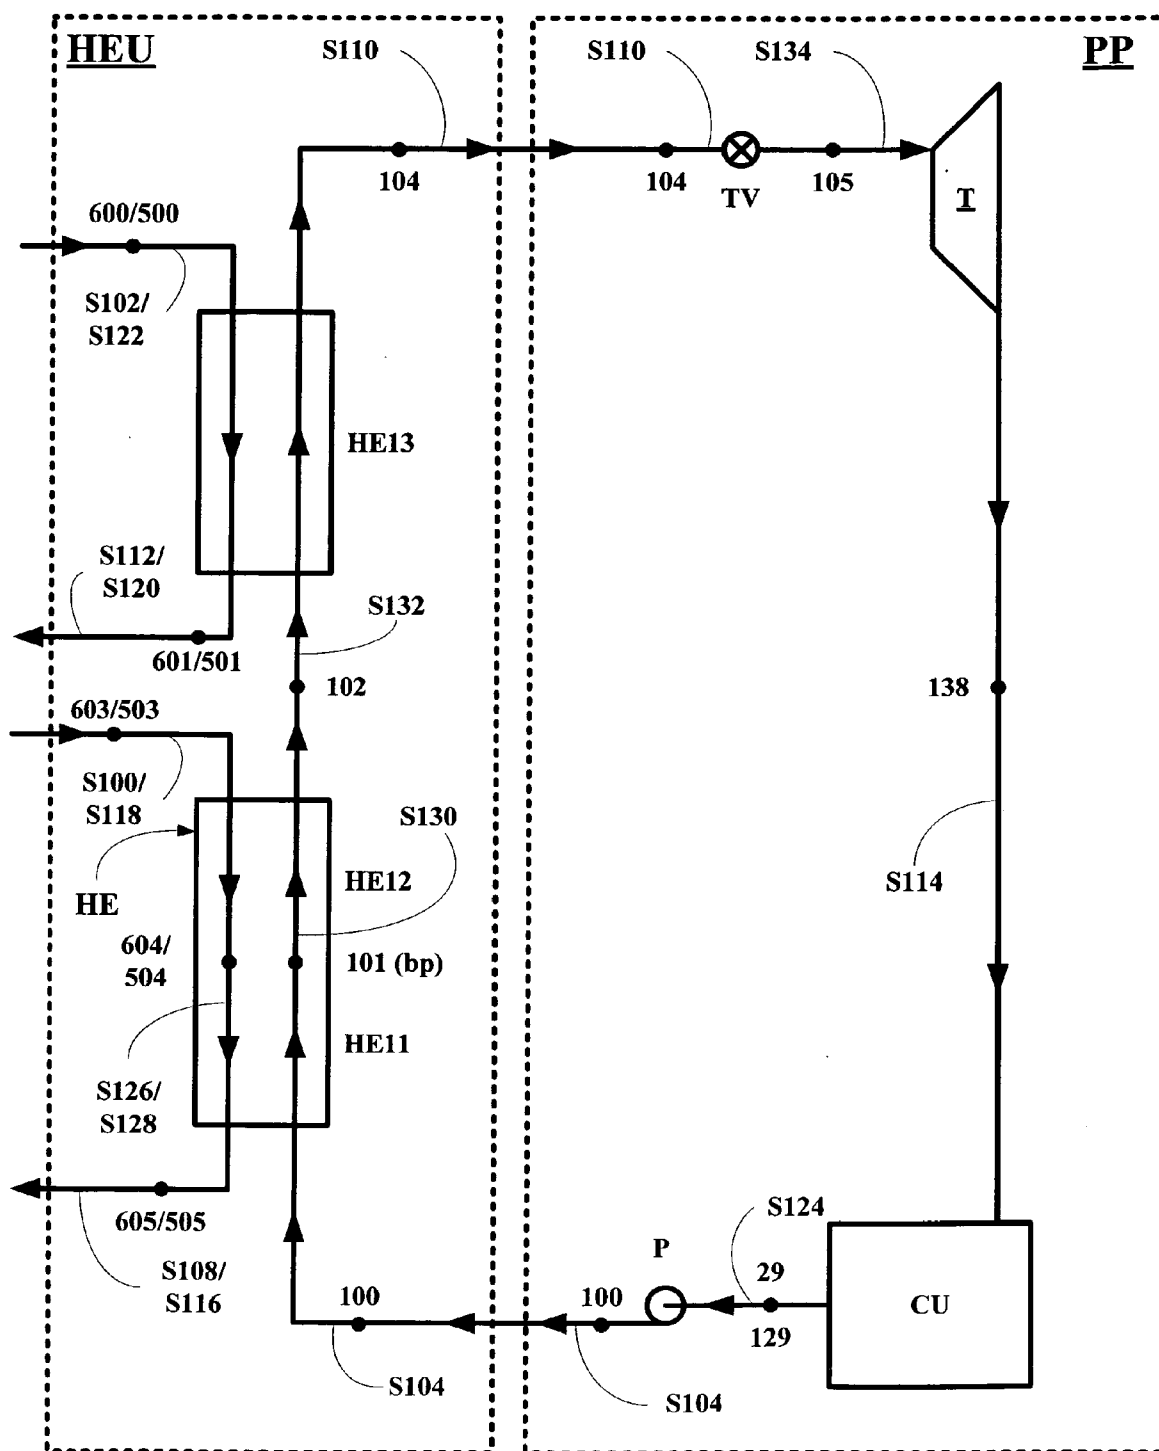 HEU
PP
S110
S110
S134
104
104
TV
105
T
600/500
S102/
S122
HE13
S112/
S120
S132
601/501
102
138
603/503
S100/
S118
S130
HE
HE12
S114
604/
504
101 (bp)
HE11
S126/
S128
605/505
S124
P
S108/
S116
100
100
29
129
CU
S104
S104